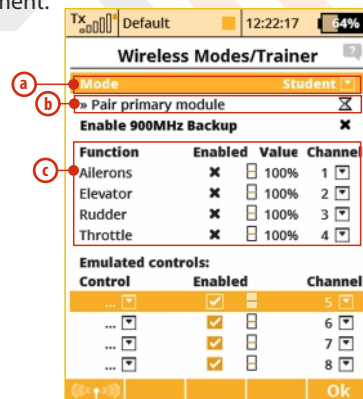 ment.
Tx Default 12:22:17 64%
Wireless Modes/Trainer ?
a Mode Student
b » Pair primary module
Enable 900MHz Backup ×
c Function Enabled Value Channel
Ailerons × 100% 1
Elevator × 100% 2
Rudder × 100% 3
Throttle × 100% 4
Emulated controls:
Control Enabled Channel
... 5
... 6
... 7
... 8
Ok